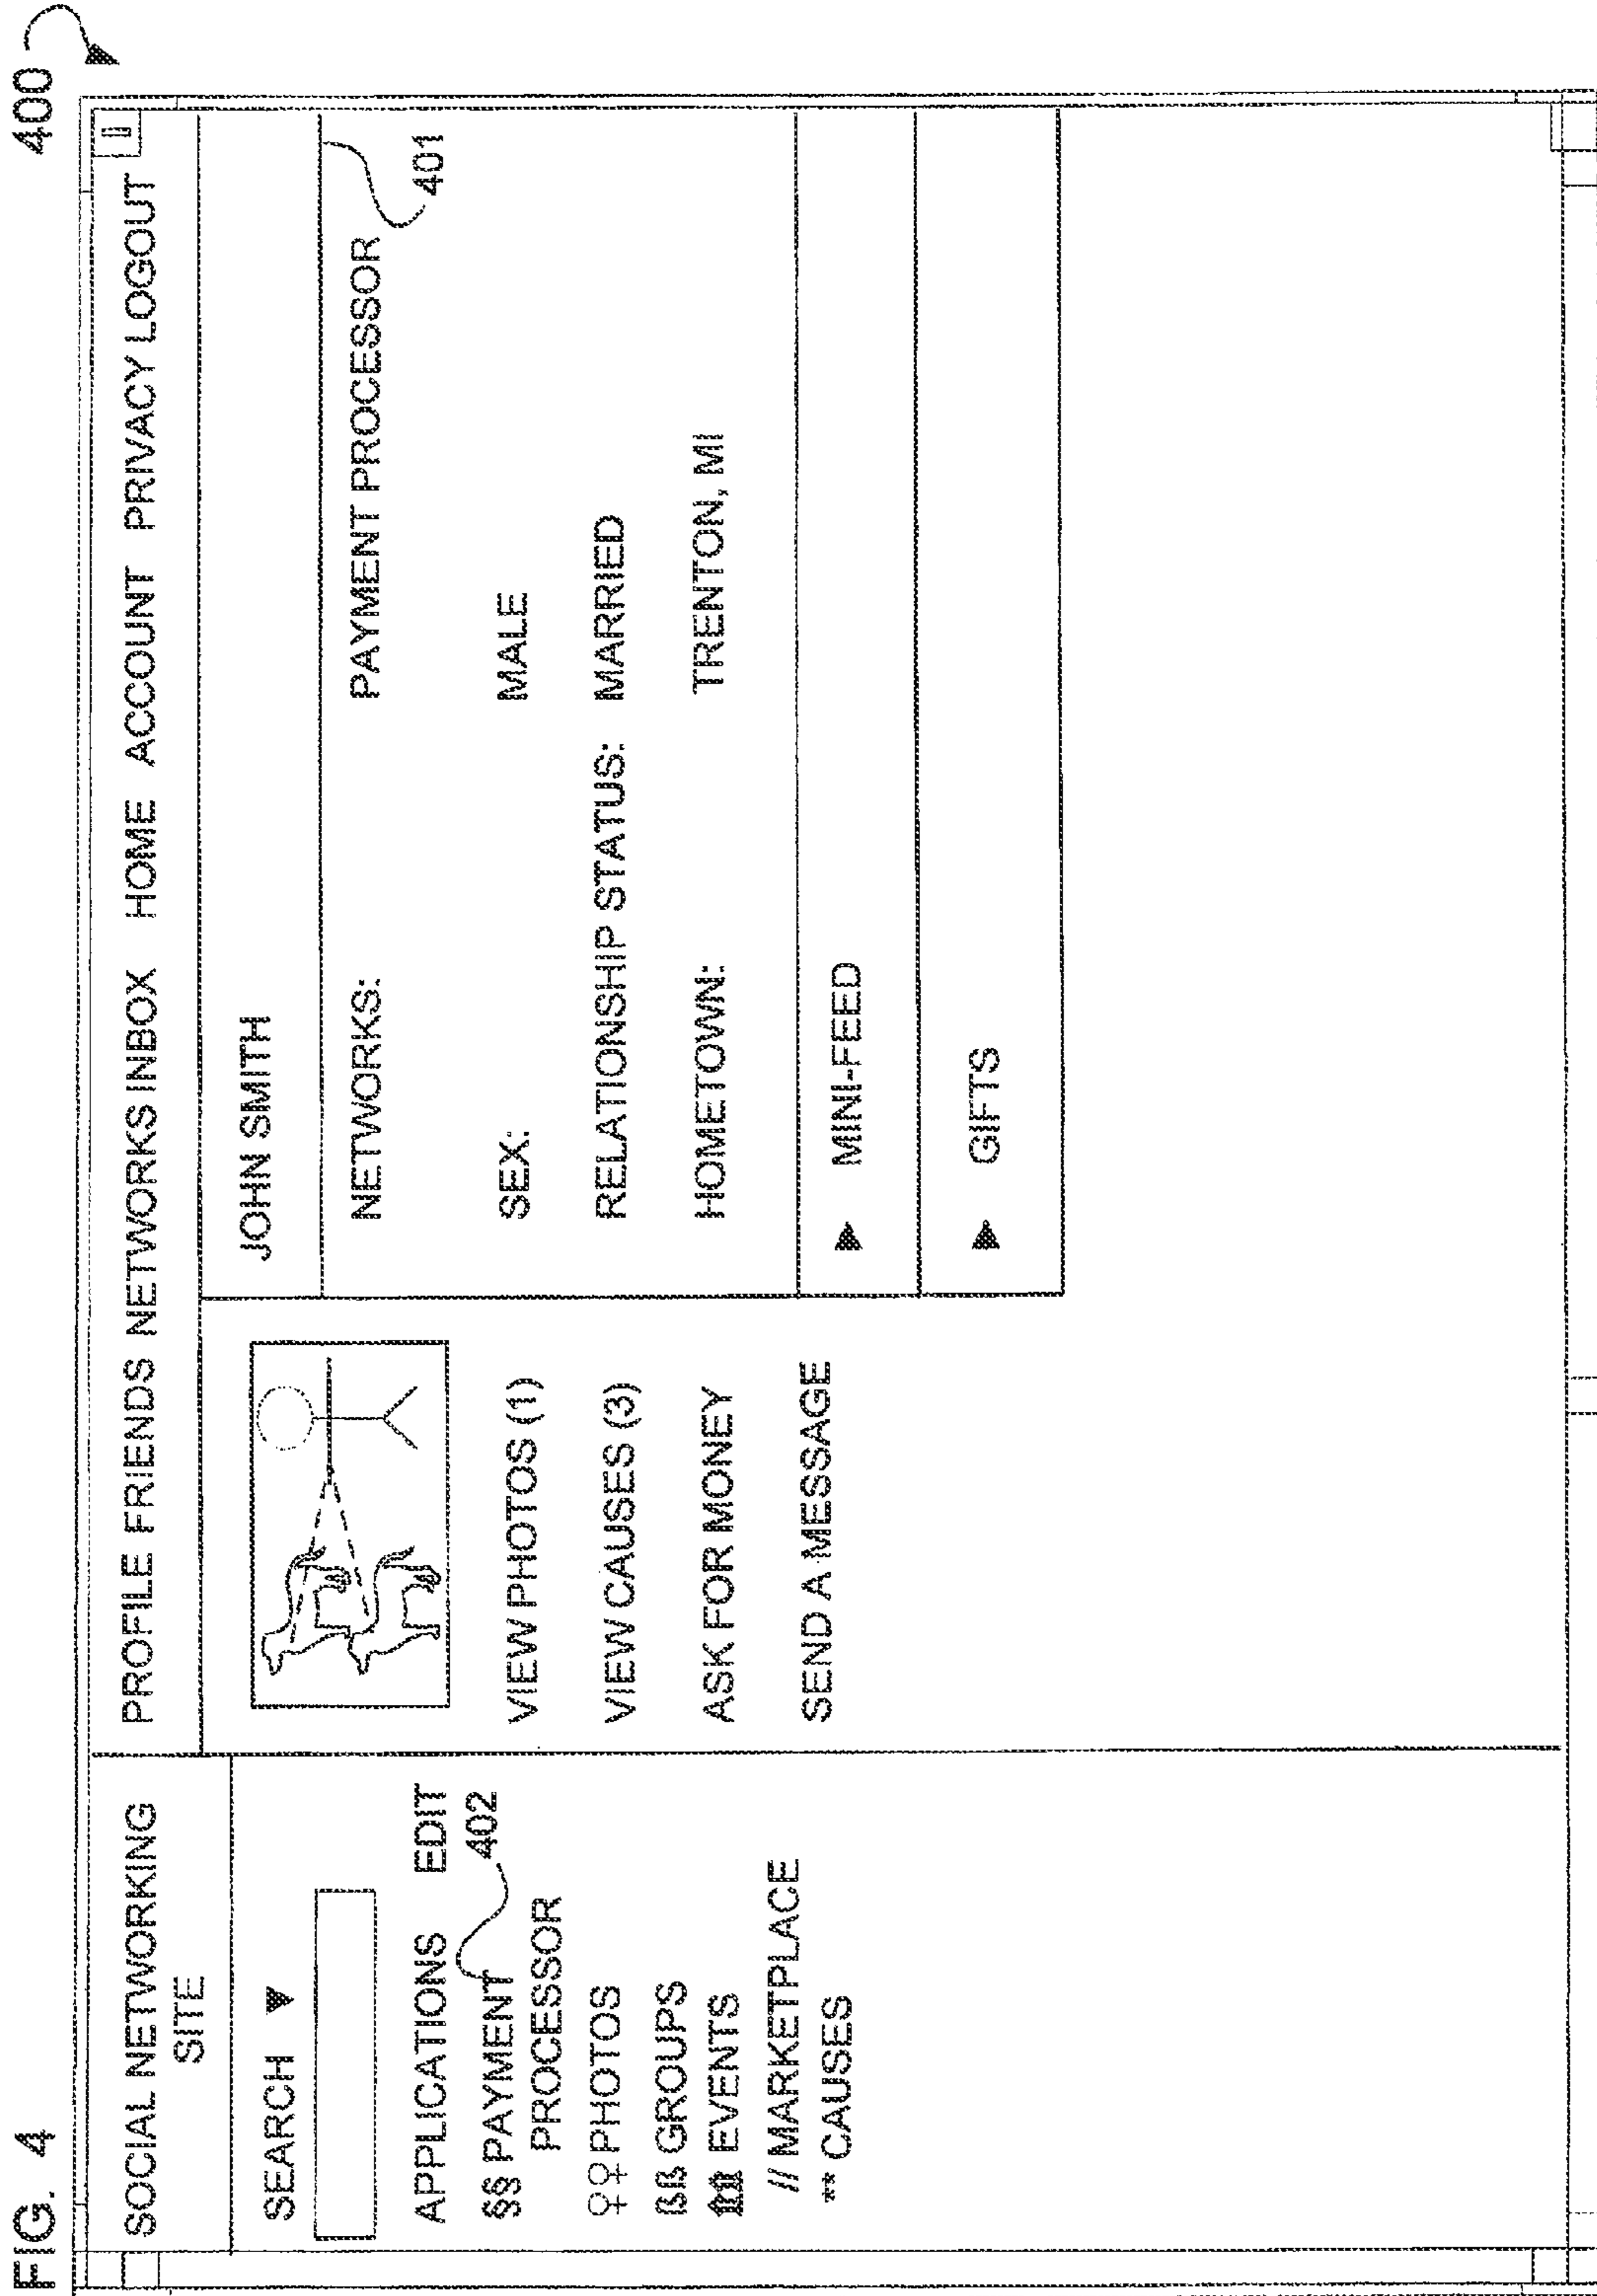 FIG. 4
400
SOCIAL NETWORKING
SITE
PROFILE FRIENDS NETWORKS INBOX HOME ACCOUNT PRIVACY LOGOUT
SEARCH ▼
APPLICATIONS EDIT
§§ PAYMENT
PROCESSOR
402
♀♀ PHOTOS
ßß GROUPS
EVENTS
// MARKETPLACE
** CAUSES
VIEW PHOTOS (1)
VIEW CAUSES (3)
ASK FOR MONEY
SEND A MESSAGE
JOHN SMITH
NETWORKS: PAYMENT PROCESSOR
401
SEX: MALE
RELATIONSHIP STATUS: MARRIED
HOMETOWN: TRENTON, MI
▶ MINI-FEED
▶ GIFTS